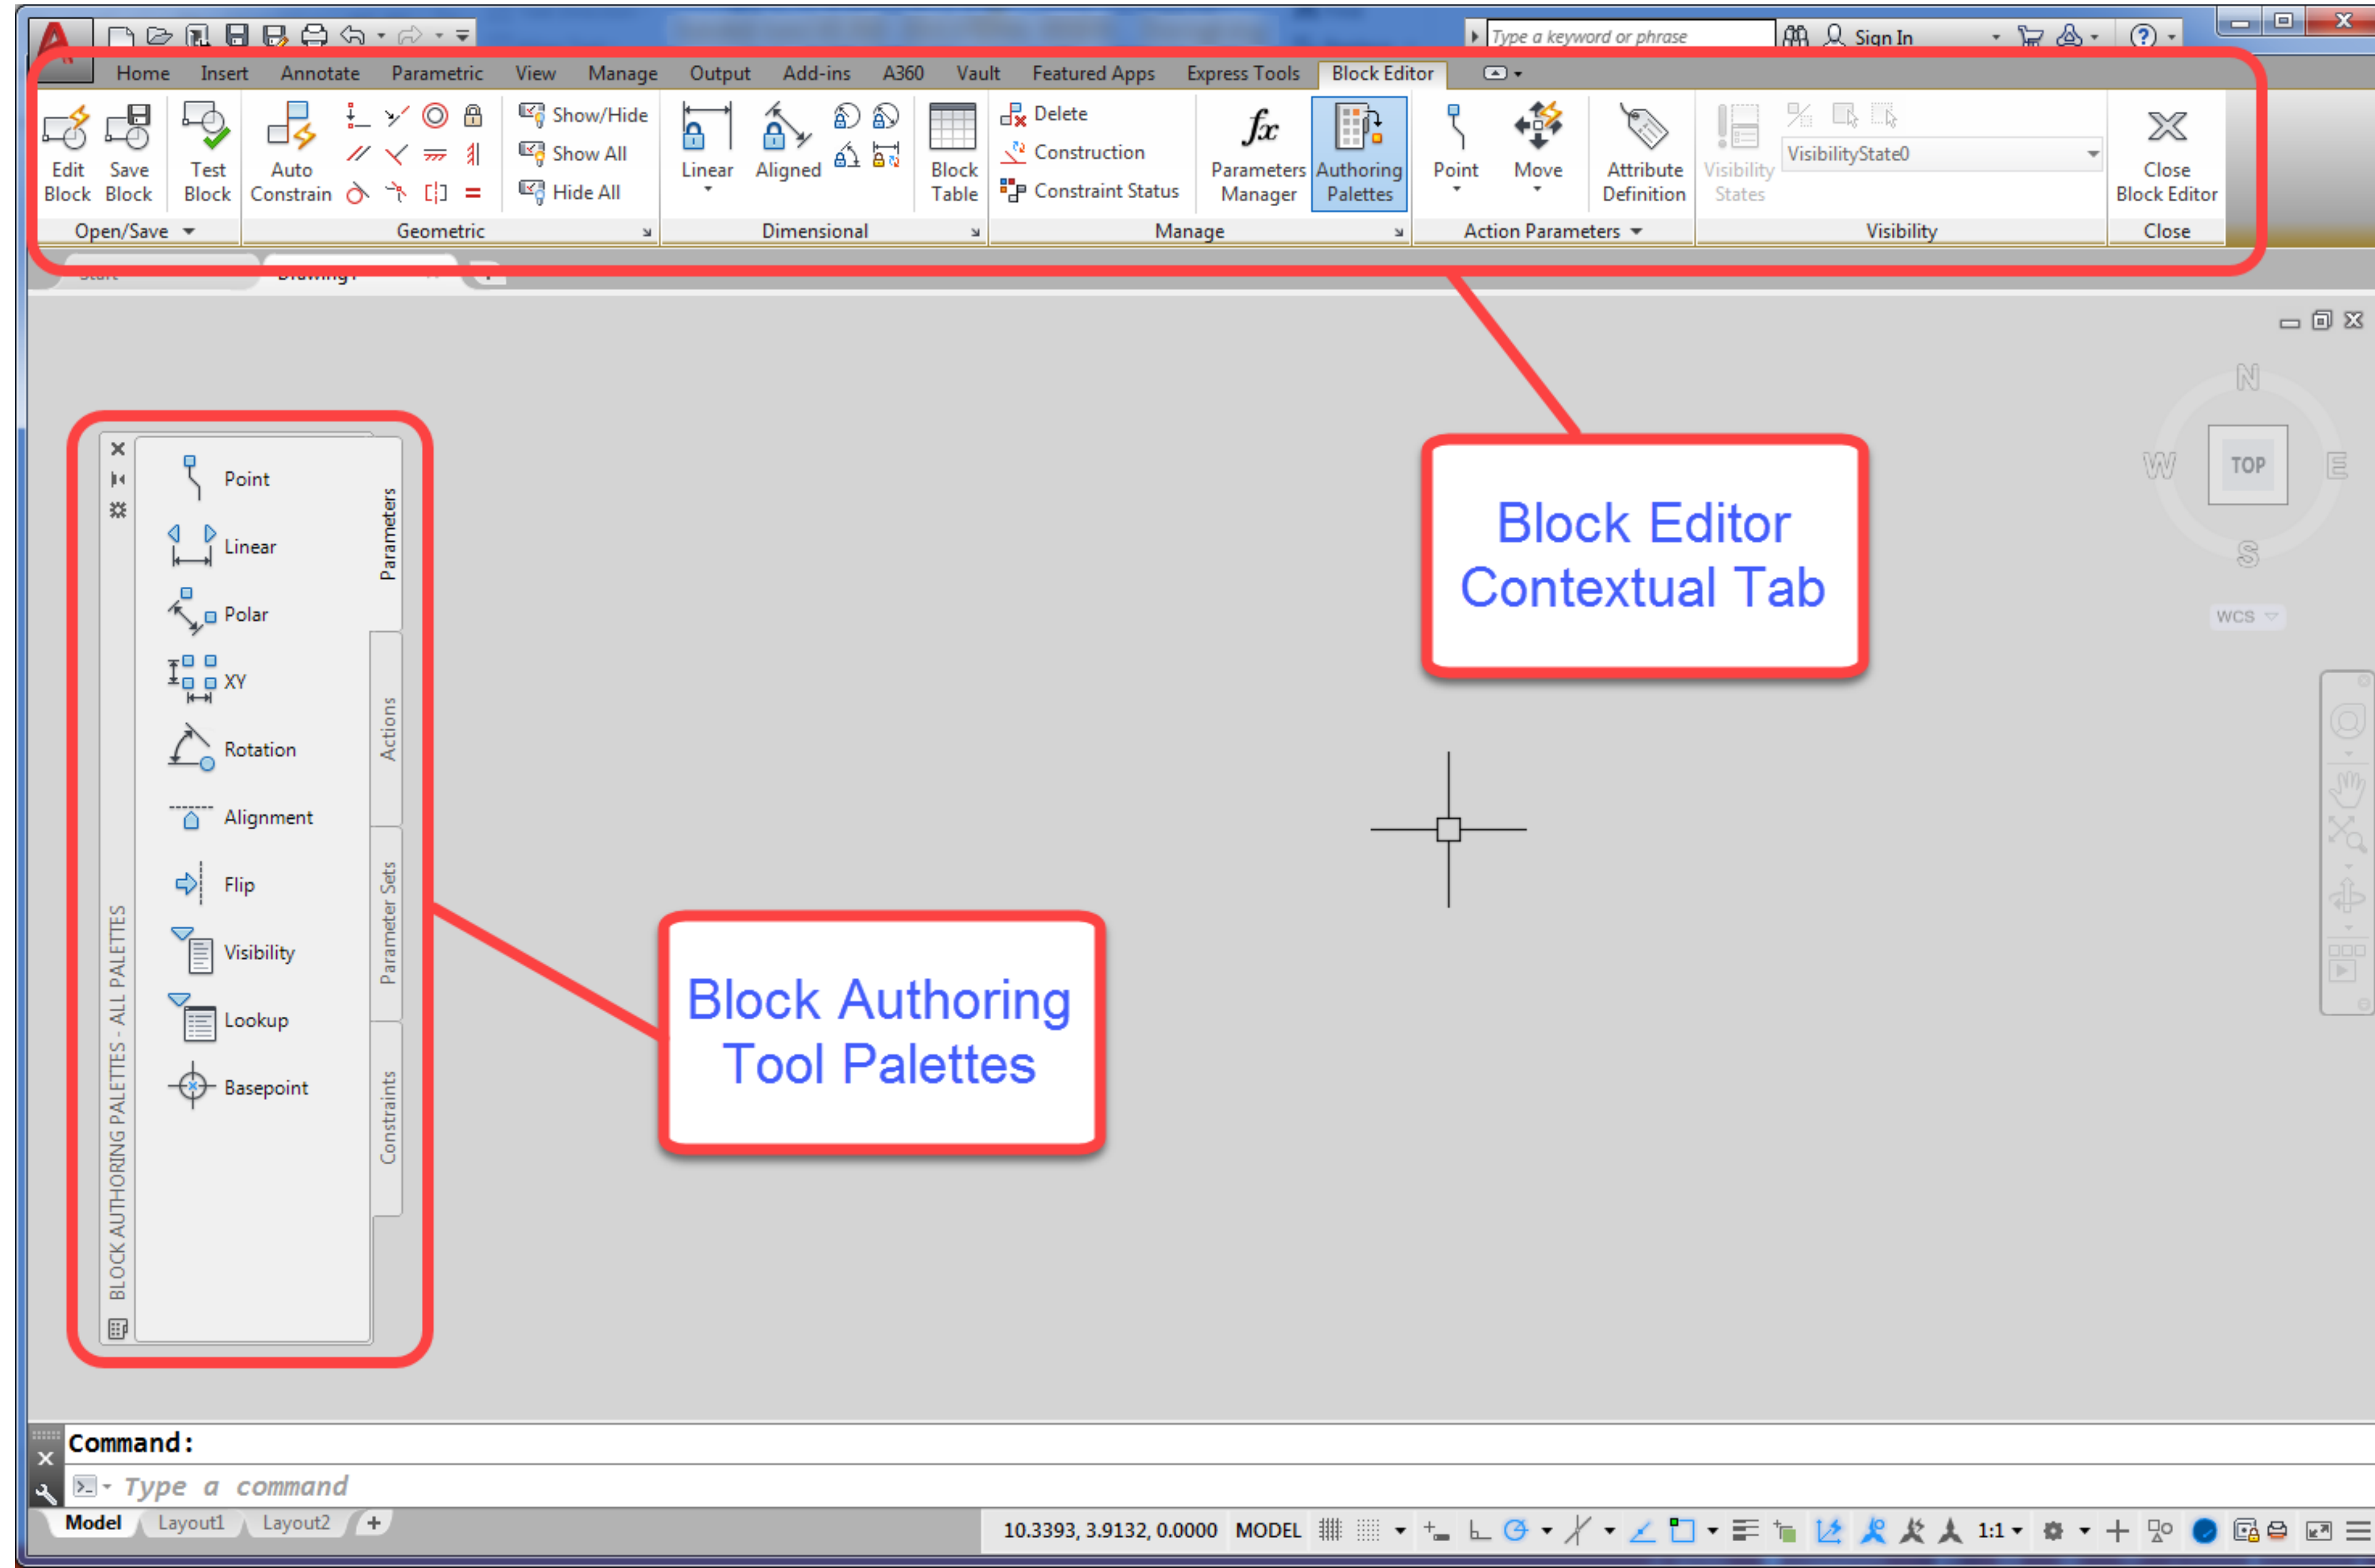 Type a keyword or phrase
Sign In
Home Insert Annotate Parametric View Manage Output Add-ins A360 Vault Featured Apps Express Tools Block Editor
Edit Block
Save Block
Test Block
Open/Save
Auto Constrain
Show/Hide
Show All
Hide All
Geometric
Linear
Aligned
Dimensional
Block Table
Delete
Construction
Constraint Status
fx
Parameters Manager
Authoring Palettes
Manage
Point
Move
Attribute Definition
Action Parameters
Visibility States
VisibilityState0
Visibility
Close Block Editor
Close
Start
Drawing1
N
W
TOP
E
S
WCS
Block Editor
Contextual Tab
Point
Linear
Polar
XY
Rotation
Alignment
Flip
Visibility
Lookup
Basepoint
Parameters
Actions
Parameter Sets
Constraints
BLOCK AUTHORING PALETTES - ALL PALETTES
Block Authoring
Tool Palettes
Command:
Type a command
Model Layout1 Layout2 +
10.3393, 3.9132, 0.0000 MODEL 1:1